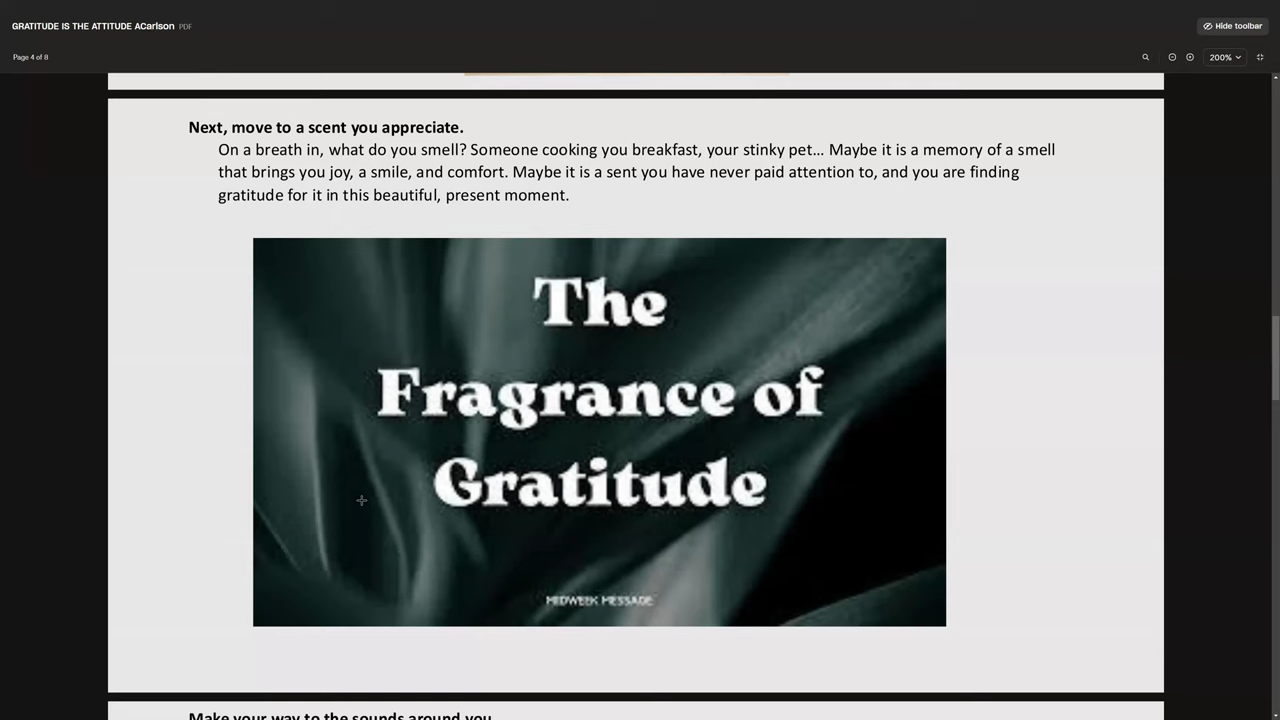 GRATITUDE IS THE ATTITUDE ACarlson PDF
Hide toolbar
Page 4 of 8
200%
Next, move to a scent you appreciate.
On a breath in, what do you smell? Someone cooking you breakfast, your stinky pet... Maybe it is a memory of a smell
that brings you joy, a smile, and comfort. Maybe it is a sent you have never paid attention to, and you are finding
gratitude for it in this beautiful, present moment.
The
Fragrance of
Gratitude
MIDWEEK MESSAGE
Make your way to the sounds around you